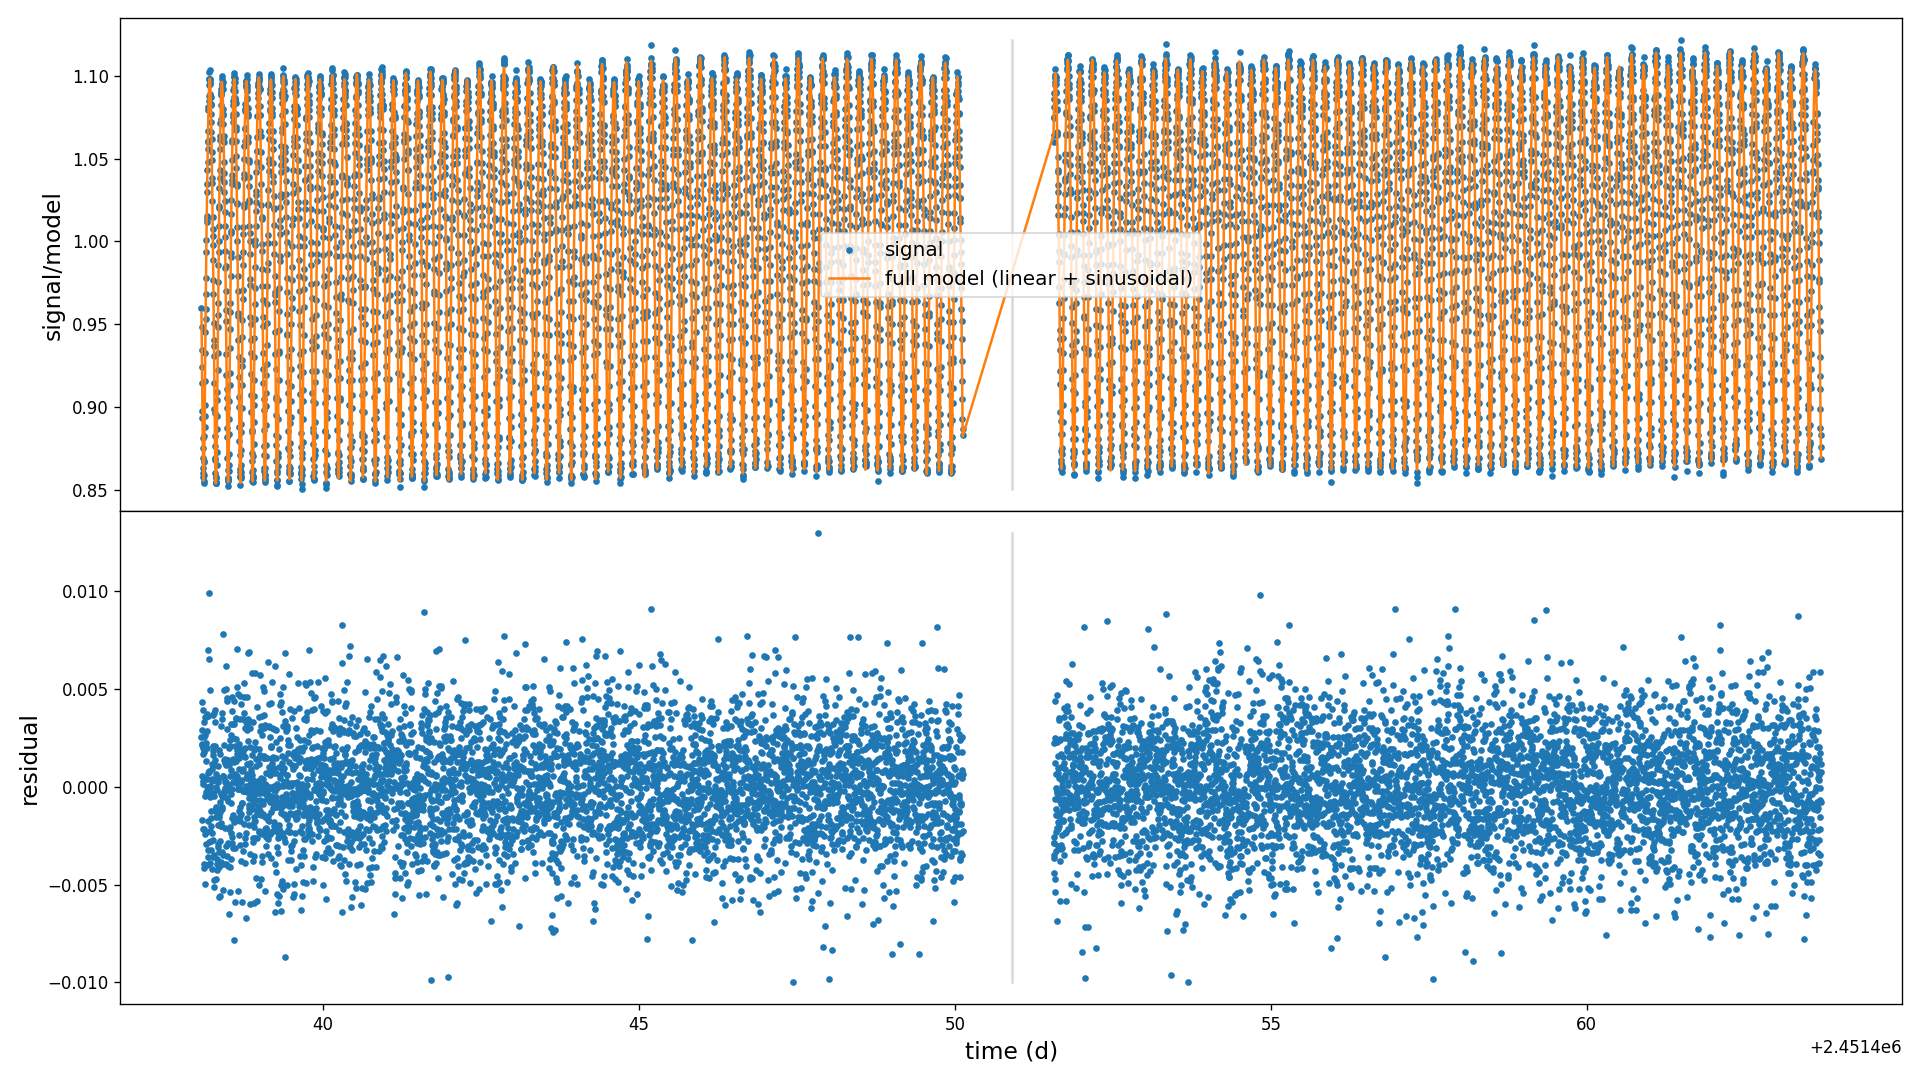 signal/model
1.10
1.05
1.00
0.95
0.90
0.85
signal
full model (linear + sinusoidal)
residual
0.010
0.005
0.000
−0.005
−0.010
40
45
50
55
60
time (d)
+2.4514e6